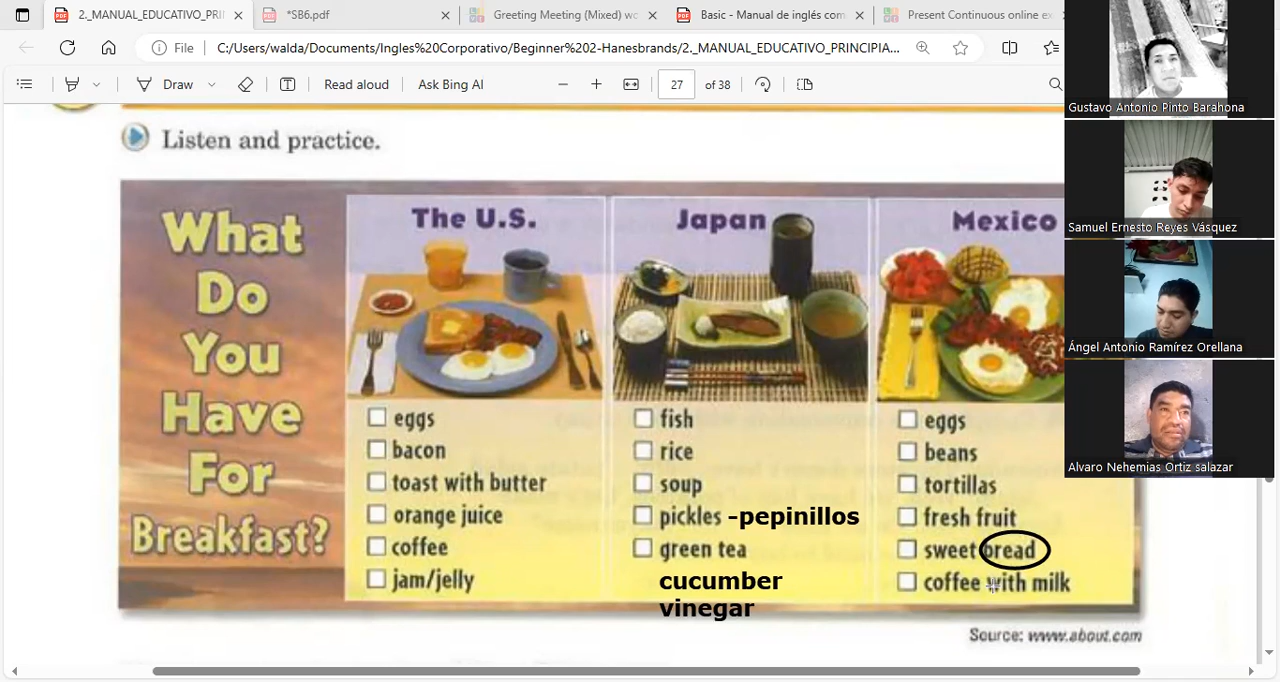 2._MANUAL_EDUCATIVO_PRI
*SB6.pdf
Greeting Meeting (Mixed) wo
Basic - Manual de inglés com
Present Continuous online ex
File
C:/Users/walda/Documents/Ingles%20Corporativo/Beginner%202-Hanesbrands/2._MANUAL_EDUCATIVO_PRINCIPIA...
Draw
Read aloud
Ask Bing AI
27
of 38
Listen and practice.
What
Do
You
Have
For
Breakfast?
The U.S.
eggs
bacon
toast with butter
orange juice
coffee
jam/jelly
Japan
fish
rice
soup
pickles -pepinillos
green tea
cucumber
vinegar
Mexico
eggs
beans
tortillas
fresh fruit
sweet bread
coffee with milk
Source: www.about.com
Gustavo Antonio Pinto Barahona
Samuel Ernesto Reyes Vásquez
Ángel Antonio Ramírez Orellana
Alvaro Nehemias Ortiz salazar